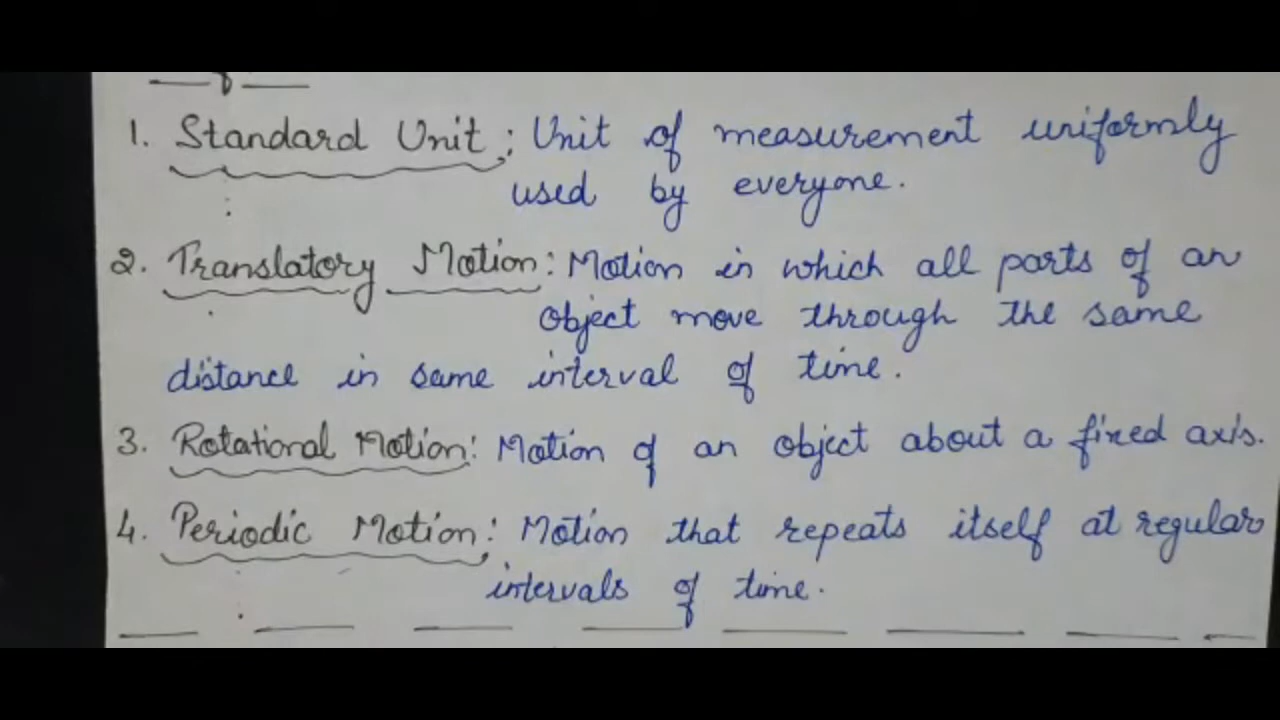 1. Standard Unit : Unit of measurement uniformly
used by everyone.
2. Translatory Motion : Motion in which all parts of an
object move through the same
distance in same interval of time.
3. Rotational Motion : Motion of an object about a fixed axis.
4. Periodic Motion : Motion that repeats itself at regular
intervals of time.